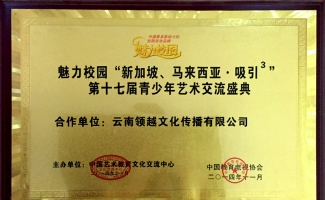 魅力校园
魅力校园“新加坡、马来西亚·吸引3”
第十七届青少年艺术交流盛典
合作单位：云南领越文化传播有限公司
主办单位：中国艺术教育文化交流中心
中国教育电视协会
二〇一四年十一月